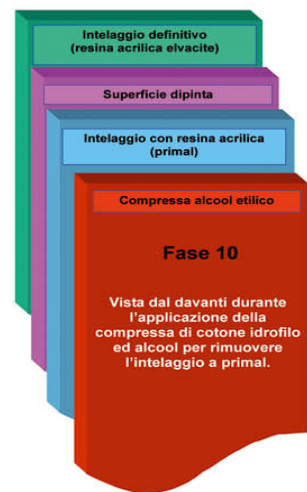 Intelaggio definitivo
(resina acrilica elvacite)
Superficie dipinta
Intelaggio con resina acrilica
(primal)
Compressa alcool etilico
Fase 10
Vista dal davanti durante
l'applicazione della
compressa di cotone idrofilo
ed alcool per rimuovere
l'intelaggio a primal.